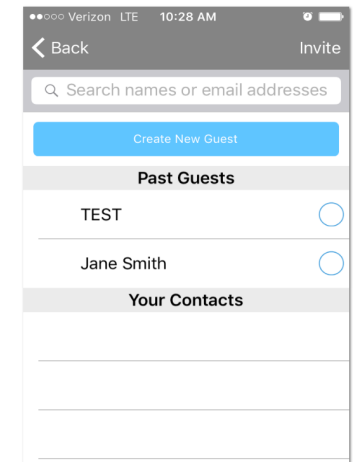 Verizon LTE 10:28 AM
Back Invite
Search names or email addresses
Create New Guest
Past Guests
TEST
Jane Smith
Your Contacts